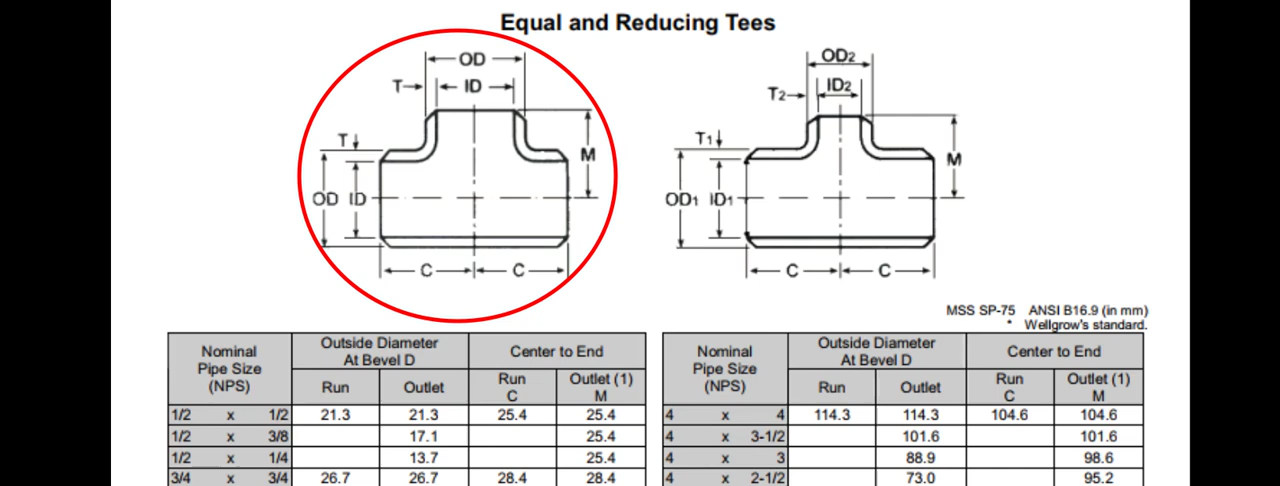 Equal and Reducing Tees
OD
T ID
T
M
OD ID
C C
OD2
T2 ID2
T1
M
OD1 ID1
C C
MSS SP-75 ANSI B16.9 (in mm)
* Wellgrow's standard.
Nominal Pipe Size (NPS) Outside Diameter At Bevel D Center to End
Run Outlet Run C Outlet (1) M
1/2 x 1/2 21.3 21.3 25.4 25.4
1/2 x 3/8 17.1 25.4
1/2 x 1/4 13.7 25.4
3/4 x 3/4 26.7 26.7 28.4 28.4
Nominal Pipe Size (NPS) Outside Diameter At Bevel D Center to End
Run Outlet Run C Outlet (1) M
4 x 4 114.3 114.3 104.6 104.6
4 x 3-1/2 101.6 101.6
4 x 3 88.9 98.6
4 x 2-1/2 73.0 95.2